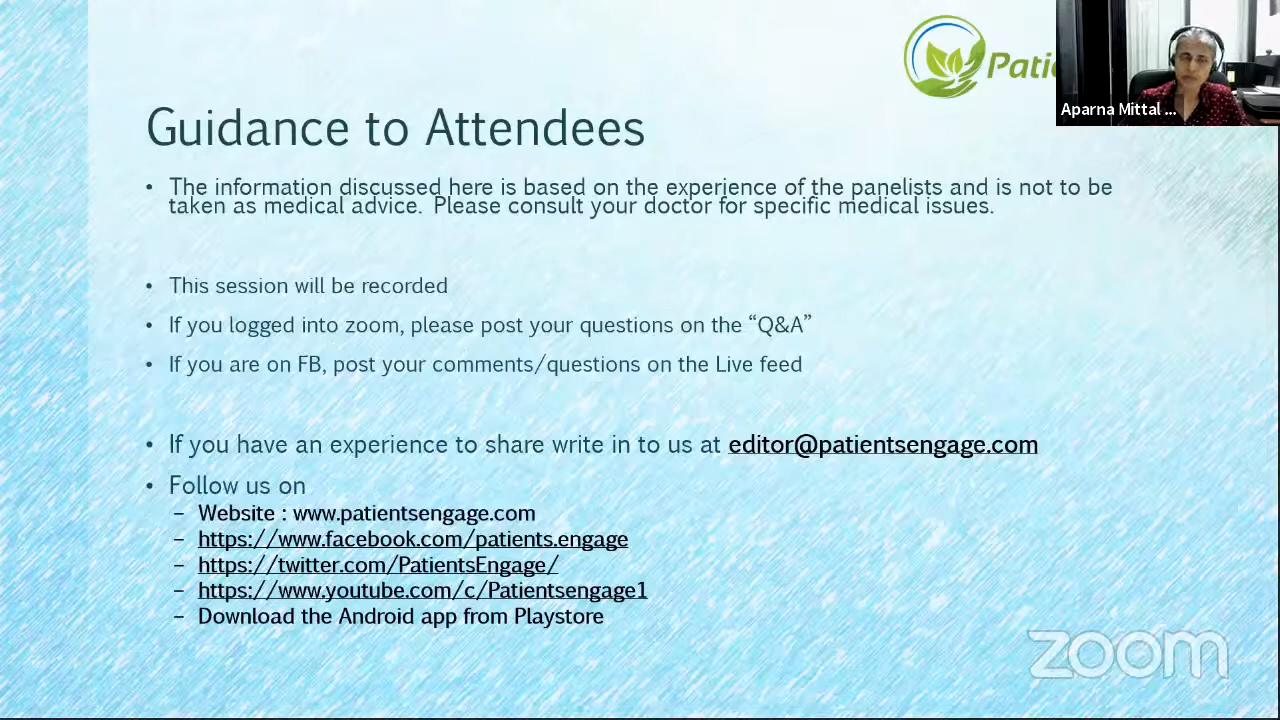 Pati
Aparna Mittal ...
Guidance to Attendees
• The information discussed here is based on the experience of the panelists and is not to be
taken as medical advice. Please consult your doctor for specific medical issues.
• This session will be recorded
• If you logged into zoom, please post your questions on the “Q&A”
• If you are on FB, post your comments/questions on the Live feed
• If you have an experience to share write in to us at editor@patientsengage.com
• Follow us on
– Website : www.patientsengage.com
– https://www.facebook.com/patients.engage
– https://twitter.com/PatientsEngage/
– https://www.youtube.com/c/Patientsengage1
– Download the Android app from Playstore
zoom